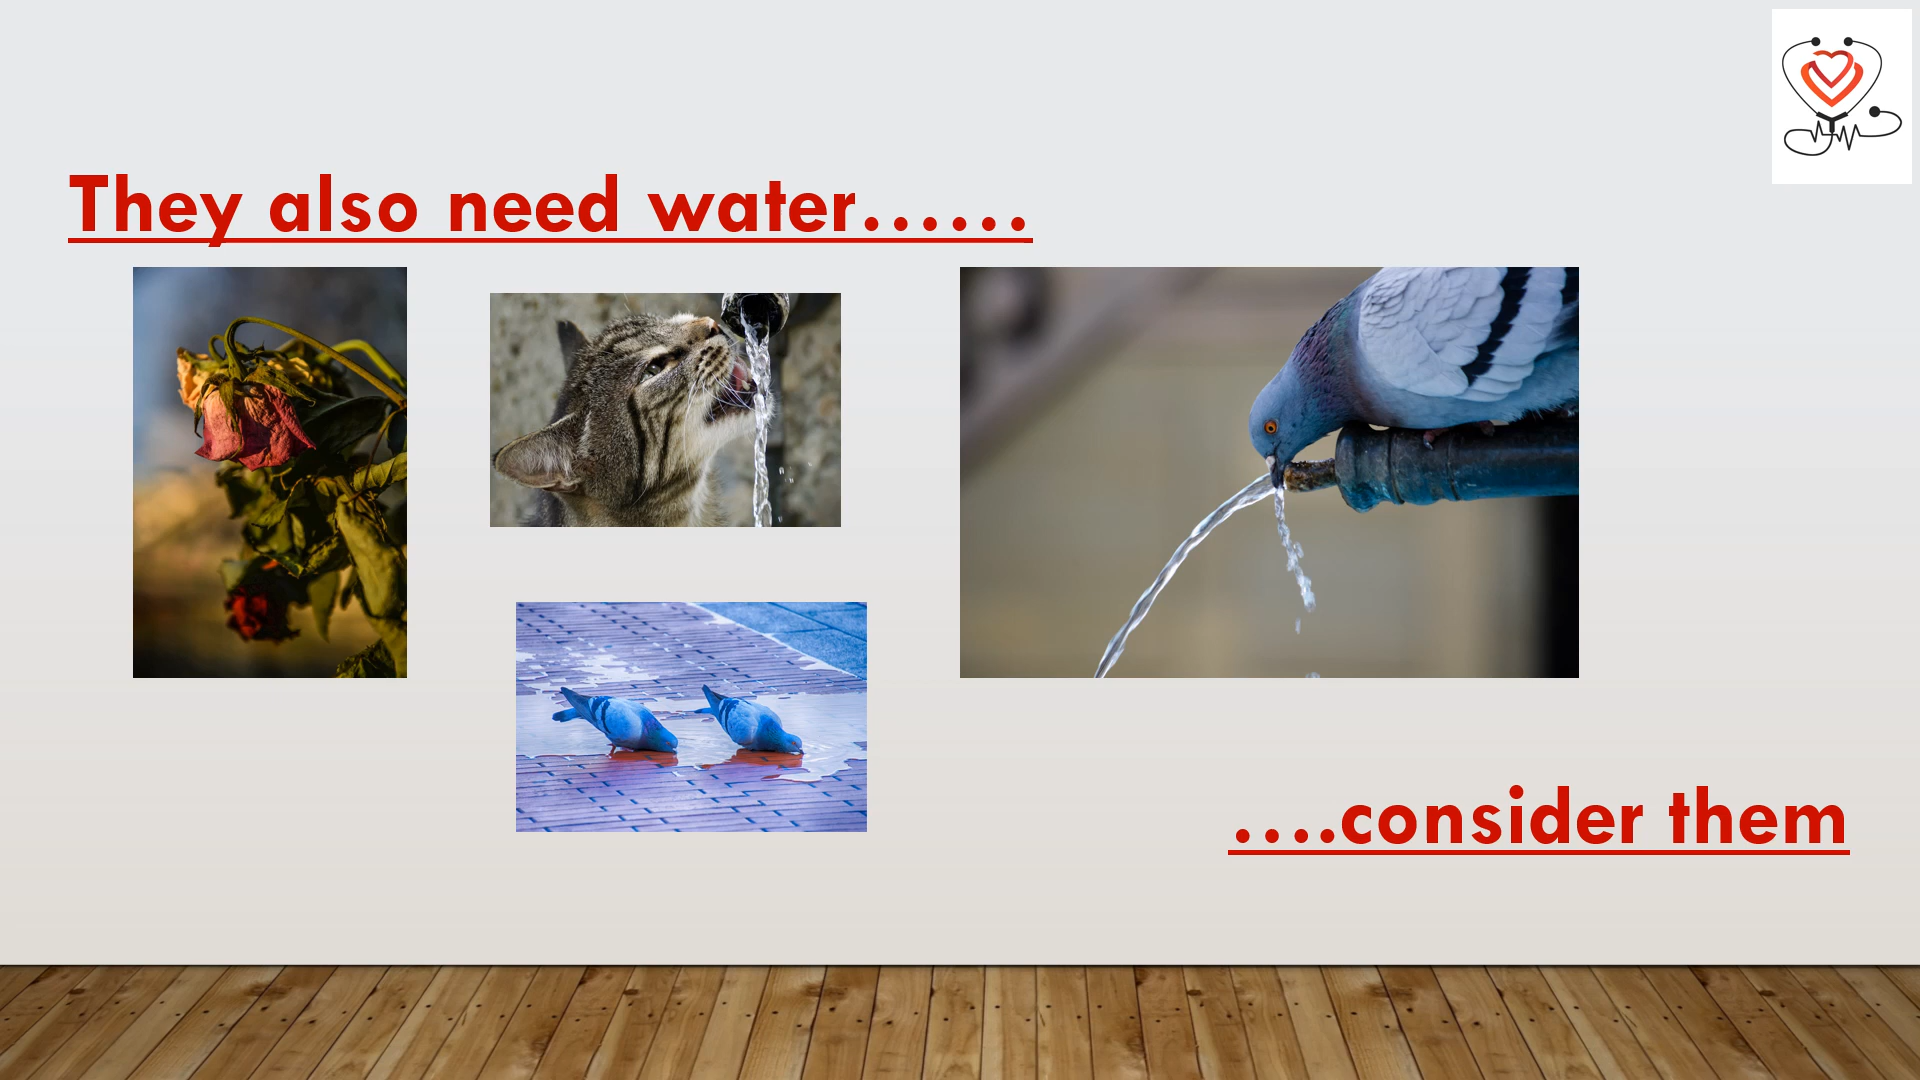 They also need water......
....consider them